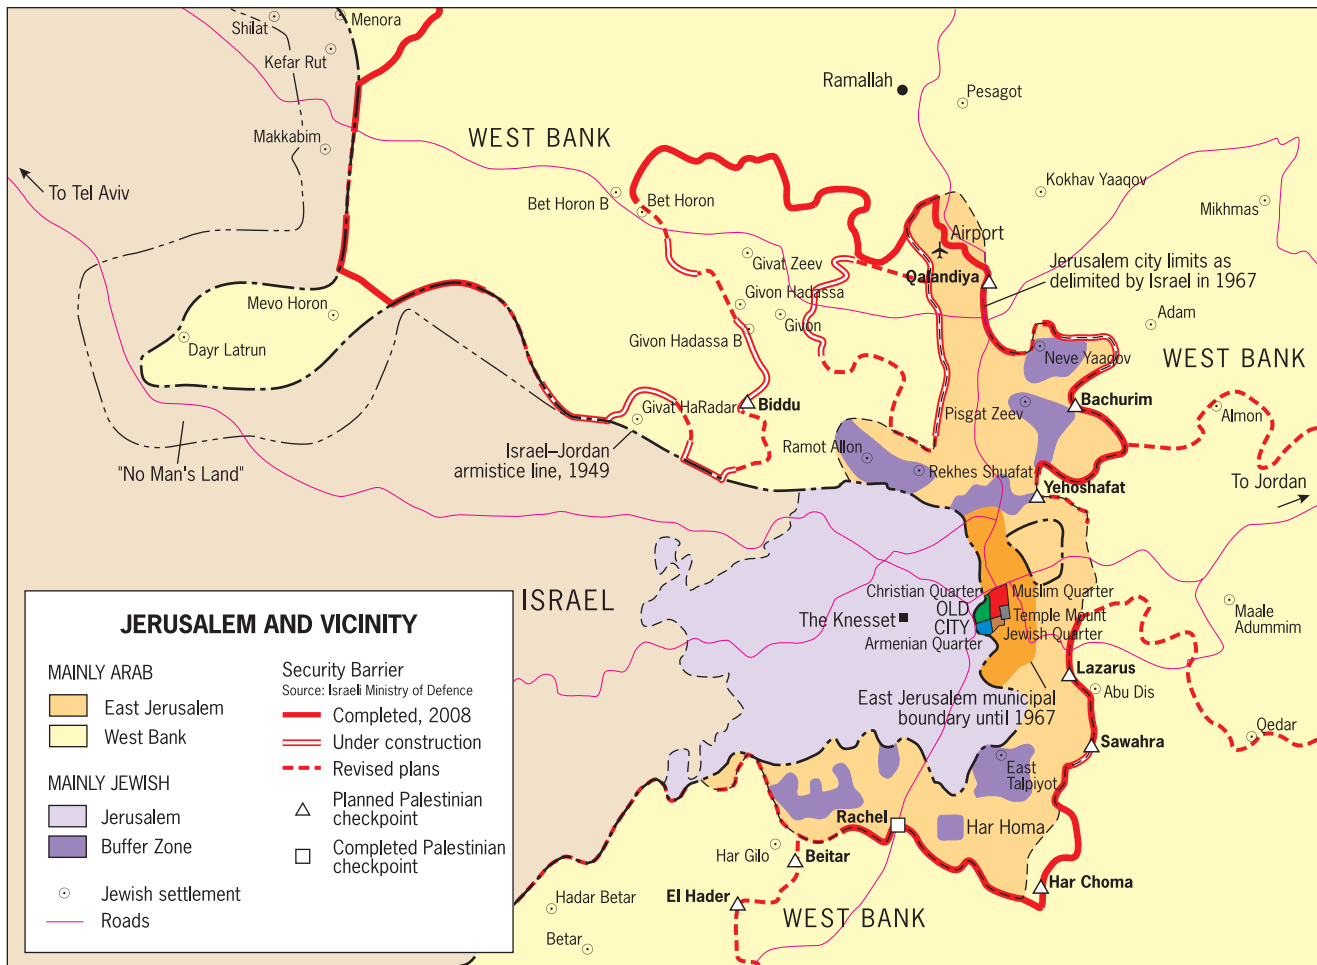 Shilat
Menora
Kefar Rut
Makkabim
To Tel Aviv
WEST BANK
Ramallah
Pesagot
Kokhav Yaaqov
Mikhmas
Bet Horon B
Bet Horon
Airport
Givat Zeev
Qalandiya
Jerusalem city limits as
delimited by Israel in 1967
Mevo Horon
Givon Hadassa
Givon
Adam
Dayr Latrun
Givon Hadassa B
Neve Yaaqov
WEST BANK
Givat HaRadar
Biddu
Pisgat Zeev
Bachurim
Almon
"No Man's Land"
Israel–Jordan
armistice line, 1949
Ramot Allon
Rekhes Shuafat
Yehoshafat
To Jordan
ISRAEL
Christian Quarter
Muslim Quarter
OLD
CITY
Temple Mount
The Knesset
Armenian Quarter
Jewish Quarter
Maale
Adummim
Lazarus
Abu Dis
East Jerusalem municipal
boundary until 1967
Qedar
Sawahra
East
Talpiyot
Rachel
Har Homa
Har Gilo
Beitar
Har Choma
El Hader
Hadar Betar
WEST BANK
Betar
JERUSALEM AND VICINITY
MAINLY ARAB
East Jerusalem
West Bank
MAINLY JEWISH
Jerusalem
Buffer Zone
Jewish settlement
Roads
Security Barrier
Source: Israeli Ministry of Defence
Completed, 2008
Under construction
Revised plans
Planned Palestinian
checkpoint
Completed Palestinian
checkpoint